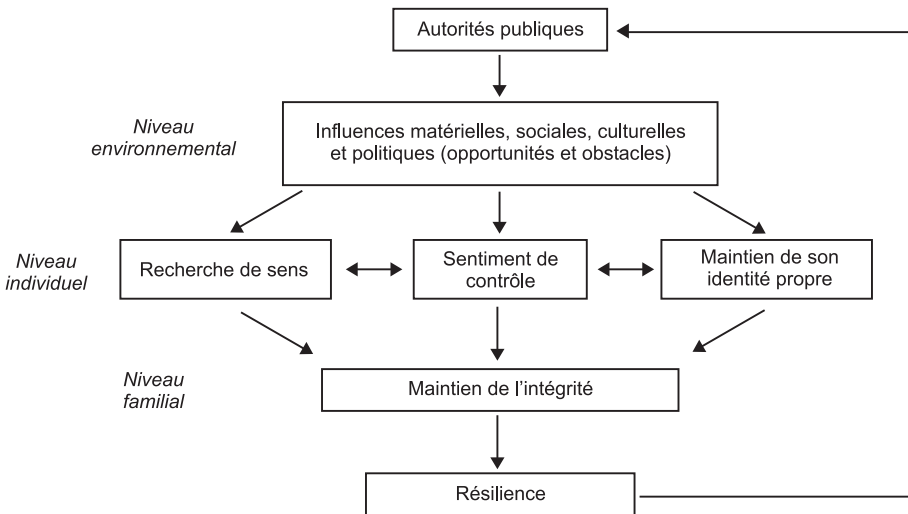 Autorités publiques
Niveau
environnemental
Influences matérielles, sociales, culturelles
et politiques (opportunités et obstacles)
Niveau
individuel
Recherche de sens
Sentiment de
contrôle
Maintien de son
identité propre
Niveau
familial
Maintien de l’intégrité
Résilience